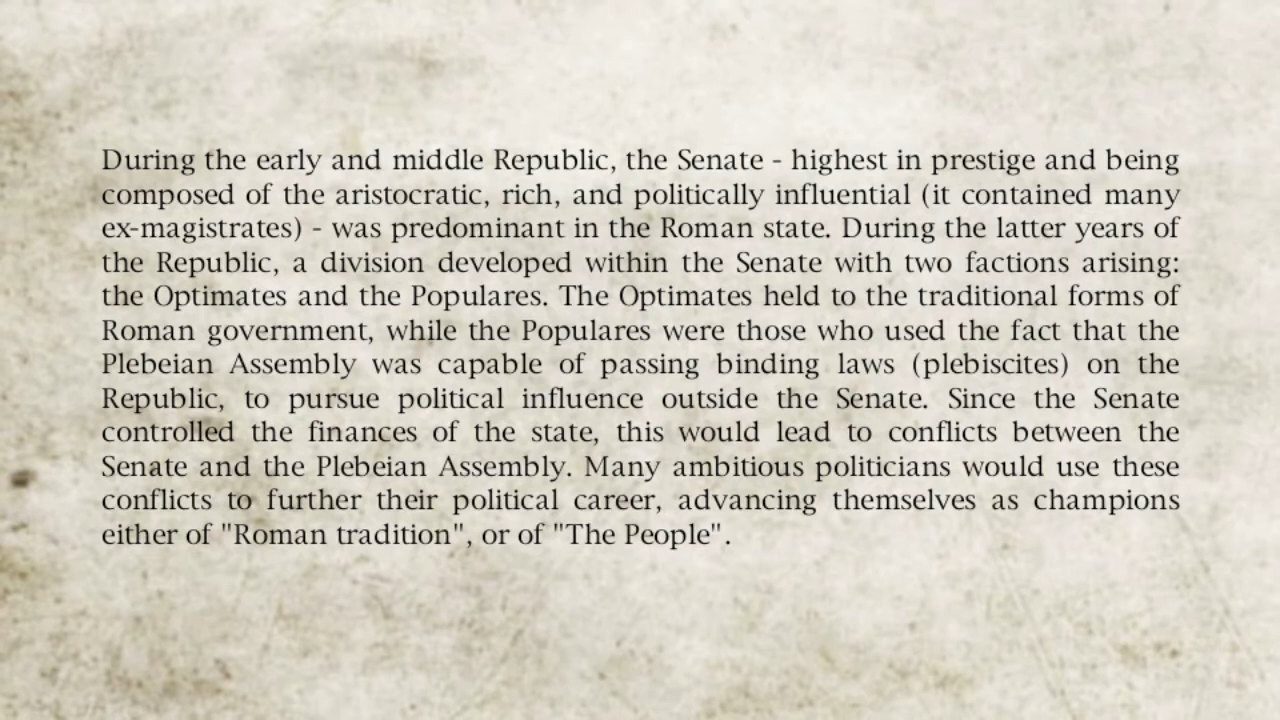 During the early and middle Republic, the Senate - highest in prestige and being
composed of the aristocratic, rich, and politically influential (it contained many
ex-magistrates) - was predominant in the Roman state. During the latter years of
the Republic, a division developed within the Senate with two factions arising:
the Optimates and the Populares. The Optimates held to the traditional forms of
Roman government, while the Populares were those who used the fact that the
Plebeian Assembly was capable of passing binding laws (plebiscites) on the
Republic, to pursue political influence outside the Senate. Since the Senate
controlled the finances of the state, this would lead to conflicts between the
Senate and the Plebeian Assembly. Many ambitious politicians would use these
conflicts to further their political career, advancing themselves as champions
either of "Roman tradition", or of "The People".